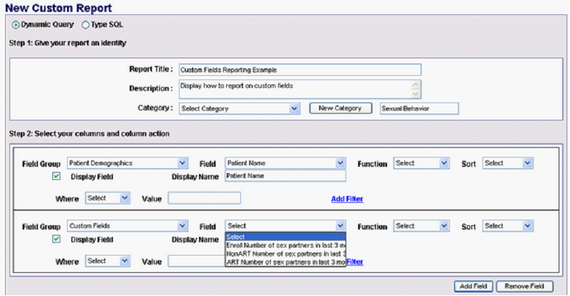 New Custom Report
Dynamic Query Type SQL
Step 1: Give your report an identity
Report Title : Custom Fields Reporting Example
Description : Display how to report on custom fields
Category : Select Category New Category Sexual Behavior
Step 2: Select your columns and column action
Field Group Patient Demographics Field Patient Name Function Select Sort Select
Display Field Display Name Patient Name
Where Select Value Add Filter
Field Group Custom Fields Field Select Function Select Sort Select
Display Field Display Name Select
Enrol Number of sex partners in last 3 m
NonART Number of sex partners in last 3
Where Select Value ART Number of sex partners in last 3 mo Filter
Add Field Remove Field